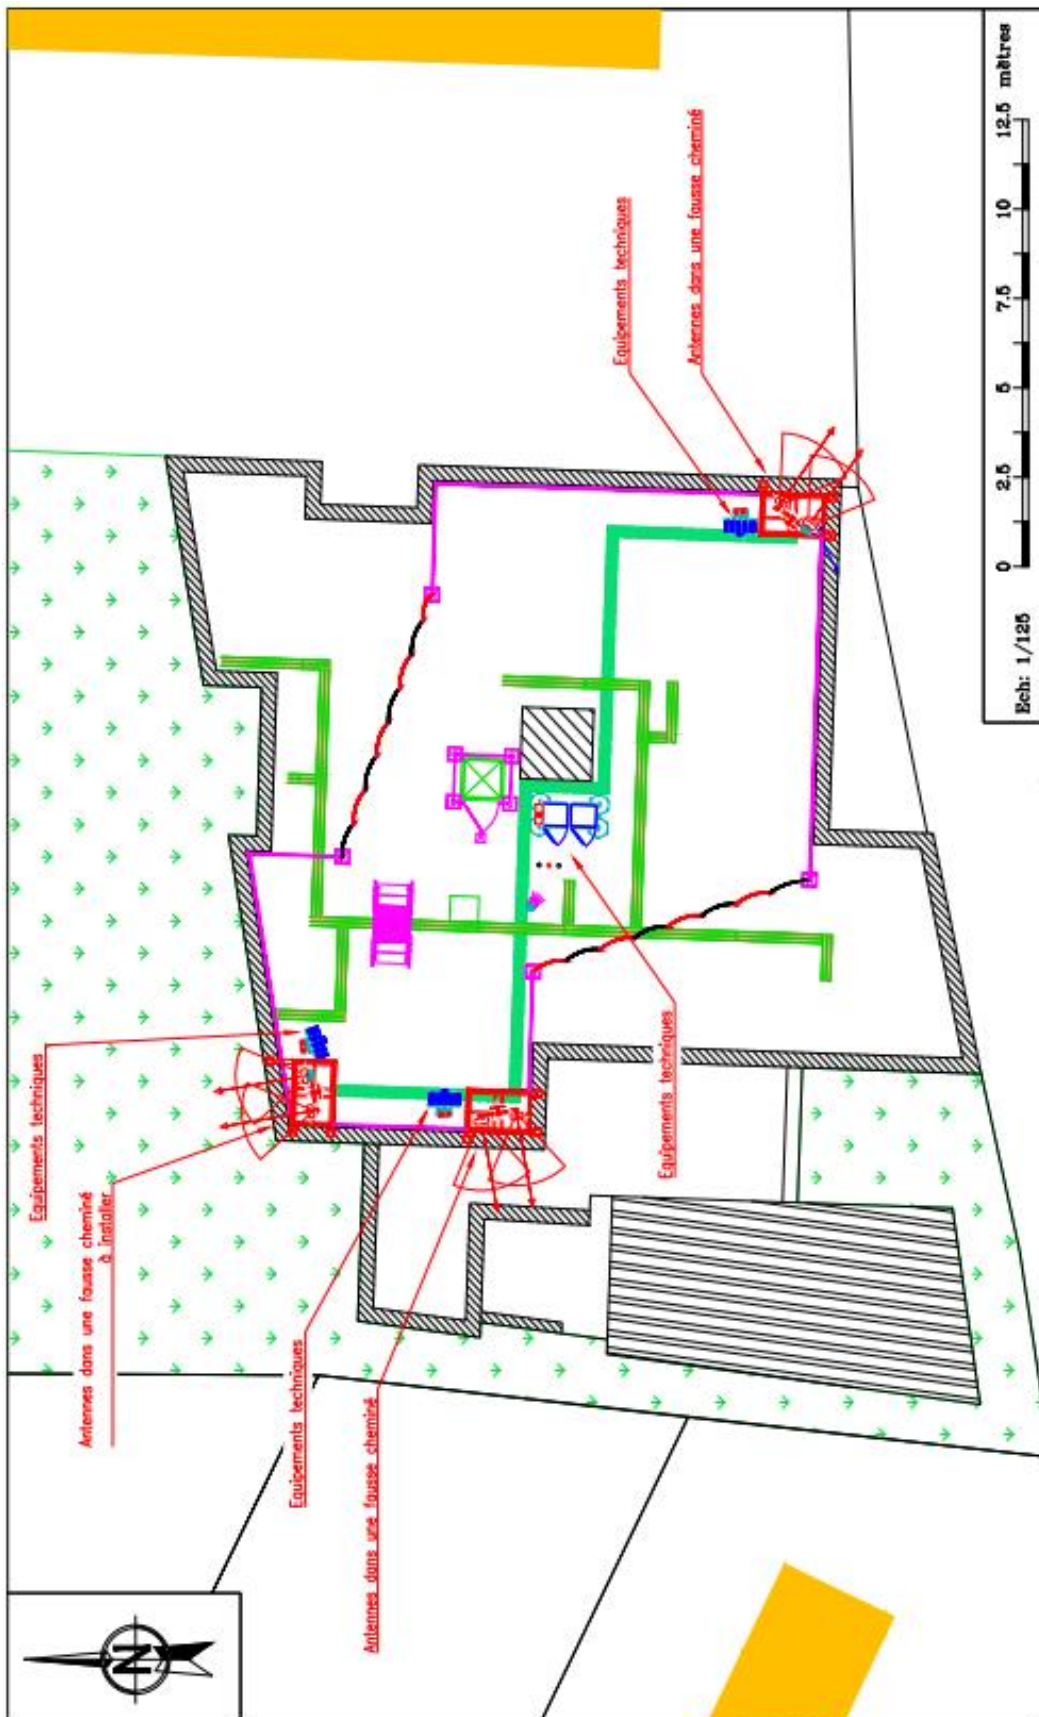 Equipements techniques
Antennes dans une fausse cheminé
à installer
Equipements techniques
Antennes dans une fausse cheminé
Equipements techniques
Equipements techniques
Antennes dans une fausse cheminé
Ech: 1/125
0 2.5 5 7.5 10 12.5 mètres
N